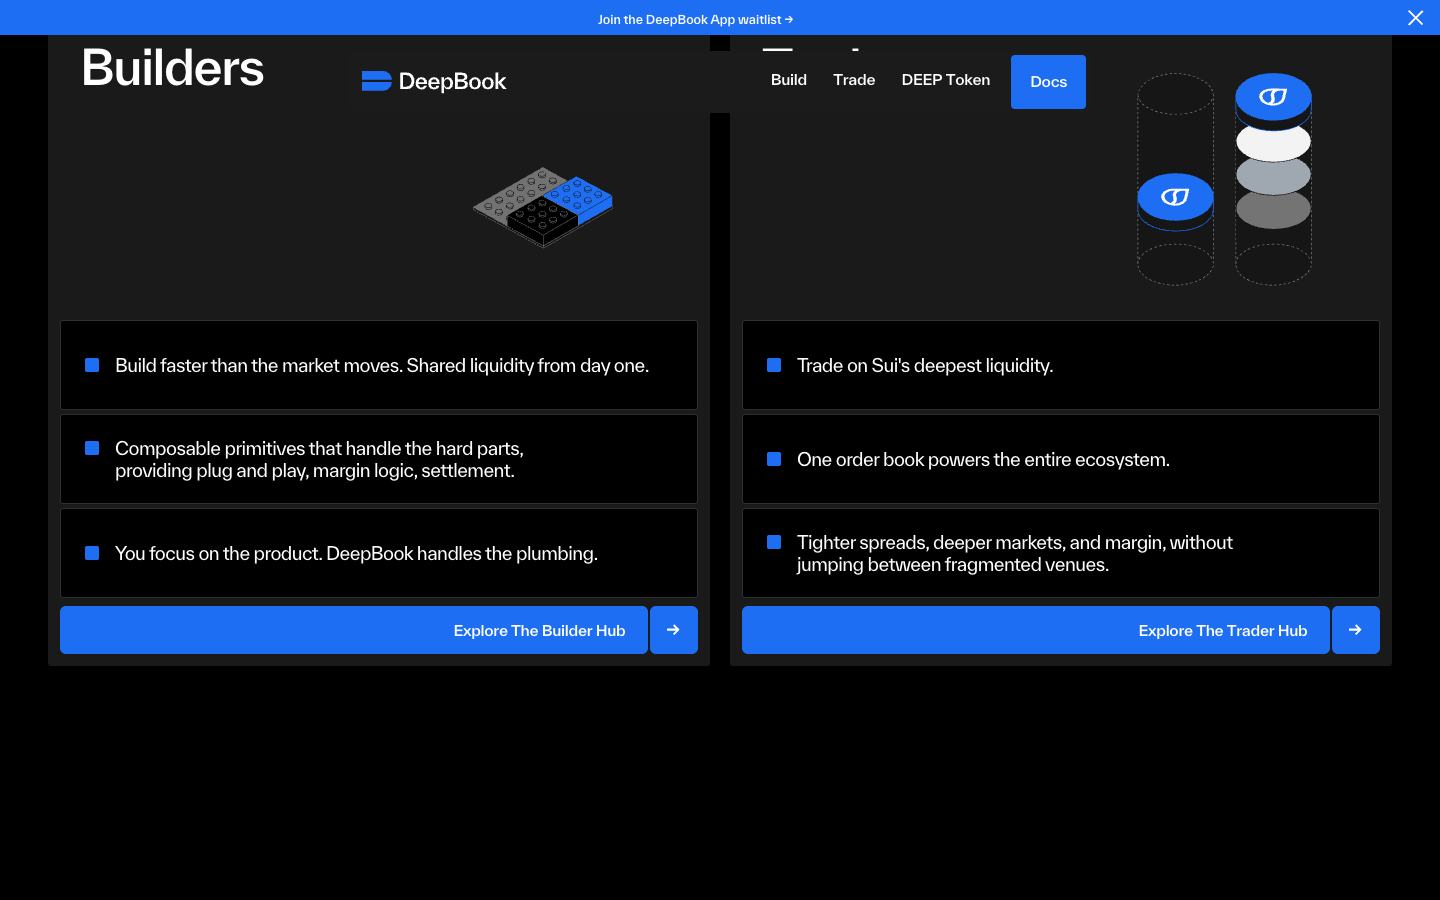 Join the DeepBook App waitlist →
Builders
DeepBook
Build
Trade
DEEP Token
Docs
Build faster than the market moves. Shared liquidity from day one.
Composable primitives that handle the hard parts,
providing plug and play, margin logic, settlement.
You focus on the product. DeepBook handles the plumbing.
Explore The Builder Hub
Trade on Sui's deepest liquidity.
One order book powers the entire ecosystem.
Tighter spreads, deeper markets, and margin, without
jumping between fragmented venues.
Explore The Trader Hub